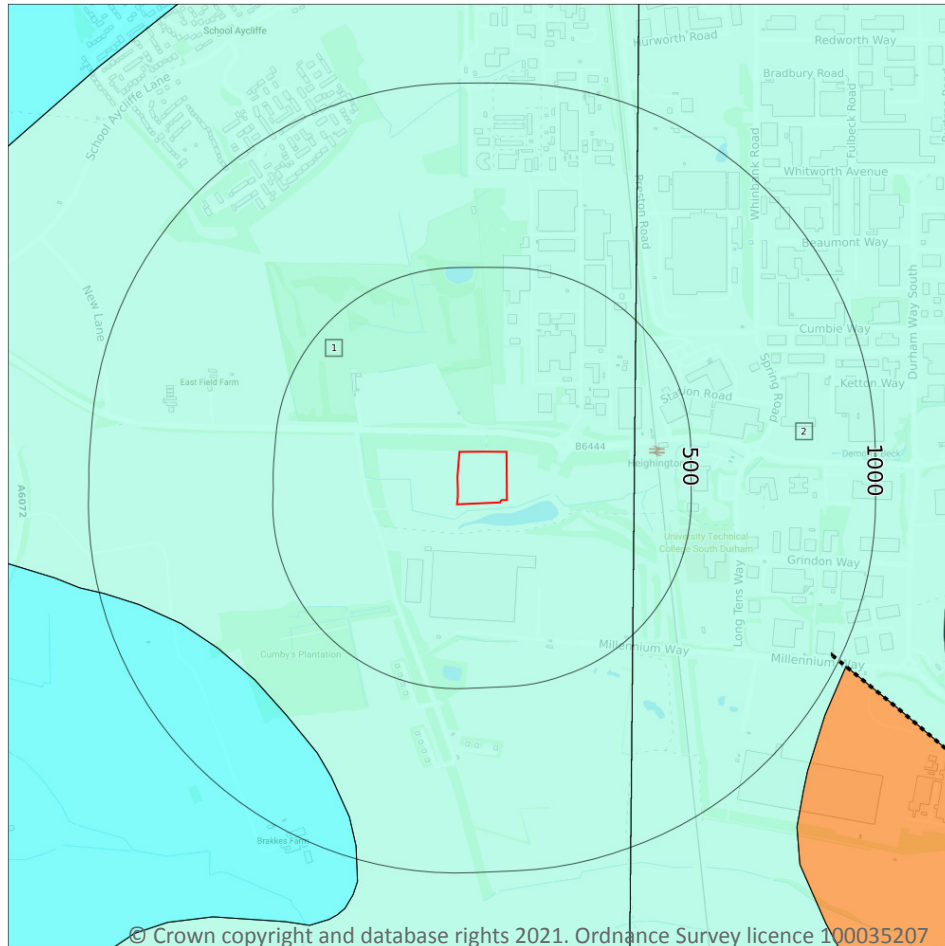 School Aycliffe
Hurworth Road
Redworth Way
Bradbury Road
School Aycliffe Lane
Fulbeck Road
Whinbank Road
Whitworth Avenue
Preston Road
Beaumont Way
Durham Way South
New Lane
Cumbie Way
1
East Field Farm
Spring Road
Ketton Way
Station Road
2
B6444
Heighington
500
1000
A6072
University Technical
College South Durham
Grindon Way
Long Tens Way
Cumby's Plantation
Millennium Way
Millennium Way
Brakkes Farm
© Crown copyright and database rights 2021. Ordnance Survey licence 100035207